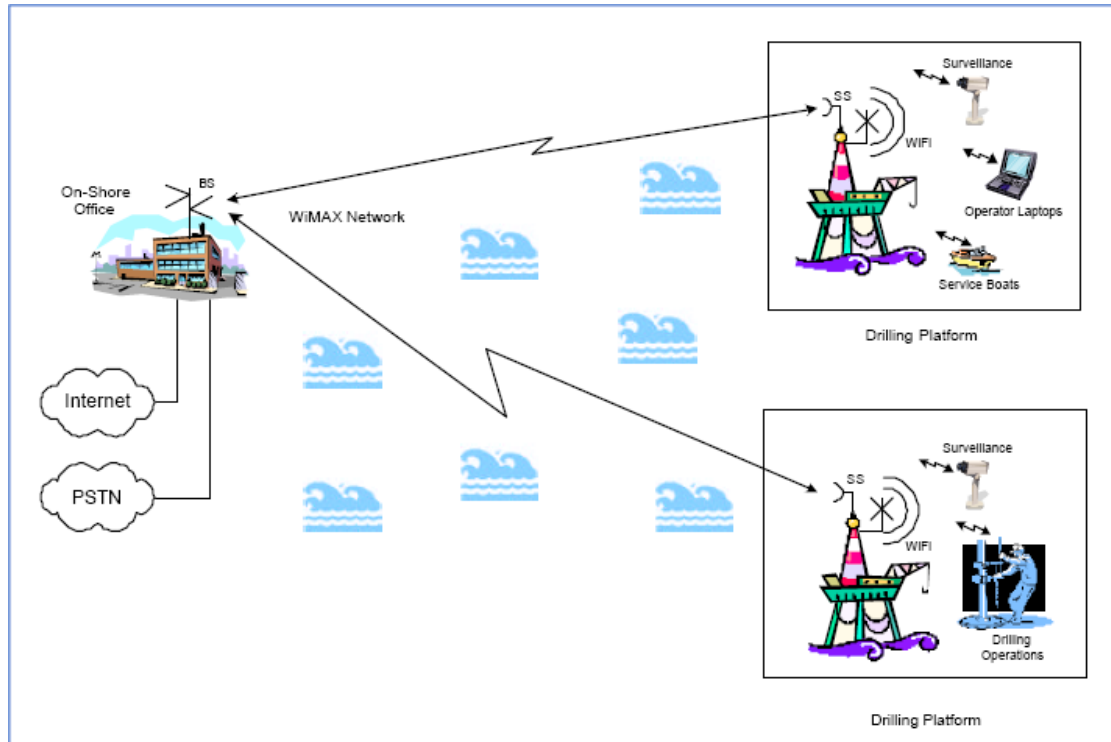 Surveillance
SS
WIFI
Operator Laptops
Service Boats
Drilling Platform
BS
On-Shore
Office
WiMAX Network
Internet
PSTN
Surveillance
SS
WIFI
Drilling
Operations
Drilling Platform